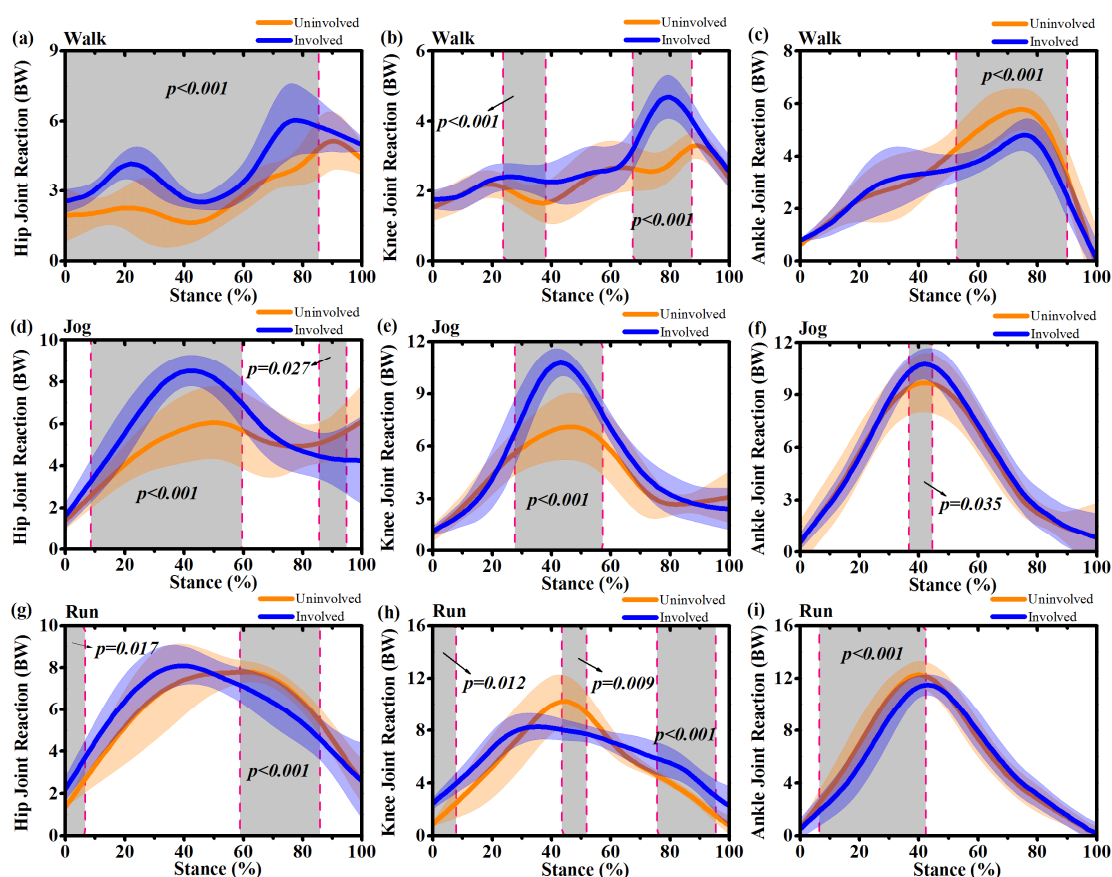 (a) Walk
Uninvolved
Involved
Hip Joint Reaction (BW)
9
6
3
0
p<0.001
0 20 40 60 80 100
Stance (%)
(b) Walk
Uninvolved
Involved
Knee Joint Reaction (BW)
6
4
2
0
p<0.001
p<0.001
0 20 40 60 80 100
Stance (%)
(c) Walk
Uninvolved
Involved
Ankle Joint Reaction (BW)
8
6
4
2
0
p<0.001
0 20 40 60 80 100
Stance (%)
(d) Jog
Uninvolved
Involved
Hip Joint Reaction (BW)
10
8
6
4
2
0
p=0.027
p<0.001
0 20 40 60 80 100
Stance (%)
(e) Jog
Uninvolved
Involved
Knee Joint Reaction (BW)
12
9
6
3
0
p<0.001
0 20 40 60 80 100
Stance (%)
(f) Jog
Uninvolved
Involved
Ankle Joint Reaction (BW)
12
9
6
3
0
p=0.035
0 20 40 60 80 100
Stance (%)
(g) Run
Uninvolved
Involved
Hip Joint Reaction (BW)
10
8
6
4
2
0
p=0.017
p<0.001
0 20 40 60 80 100
Stance (%)
(h) Run
Uninvolved
Involved
Knee Joint Reaction (BW)
16
12
8
4
0
p=0.012
p=0.009
p<0.001
0 20 40 60 80 100
Stance (%)
(i) Run
Uninvolved
Involved
Ankle Joint Reaction (BW)
16
12
8
4
0
p<0.001
0 20 40 60 80 100
Stance (%)